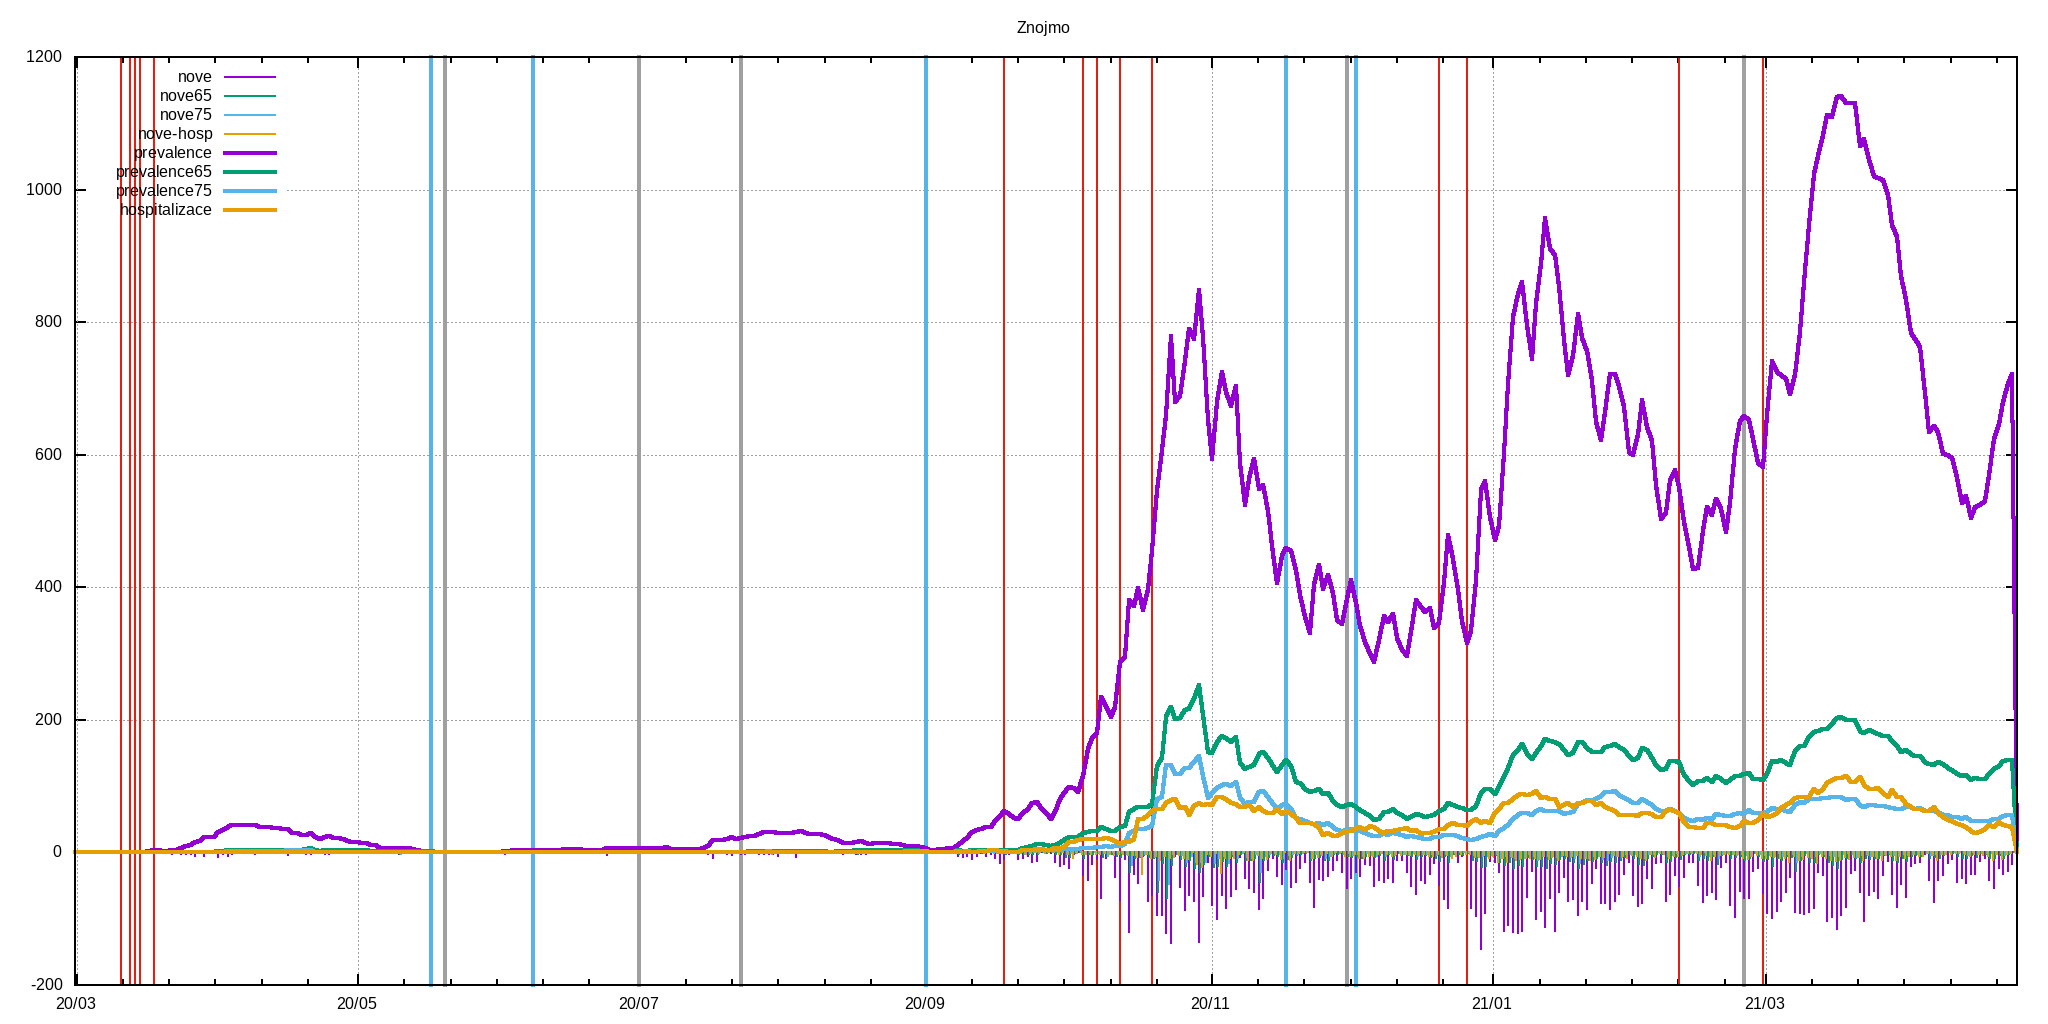 Znojmo
1200
1000
800
600
400
200
0
-200
nove
nove65
nove75
nove-hosp
prevalence
prevalence65
prevalence75
hospitalizace
20/03 20/05 20/07 20/09 20/11 21/01 21/03